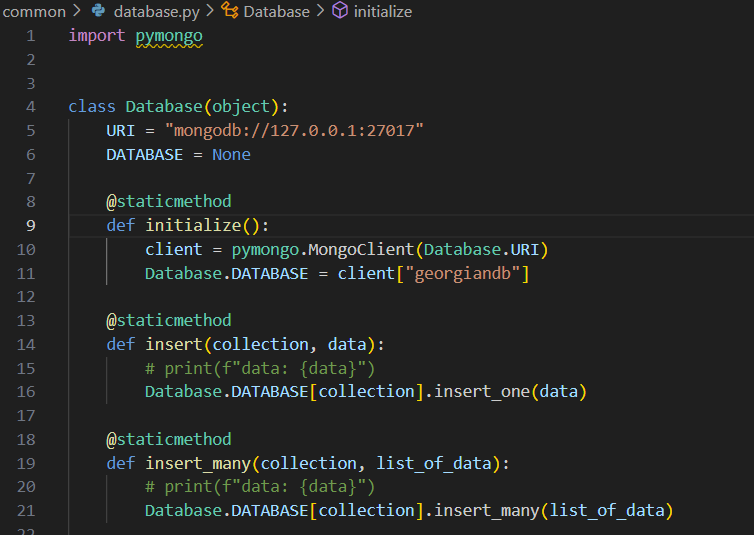 common > database.py > Database > initialize
1 import pymongo
2
3
4 class Database(object):
5     URI = "mongodb://127.0.0.1:27017"
6     DATABASE = None
7
8     @staticmethod
9     def initialize():
10         client = pymongo.MongoClient(Database.URI)
11         Database.DATABASE = client["georgiandb"]
12
13     @staticmethod
14     def insert(collection, data):
15         # print(f"data: {data}")
16         Database.DATABASE[collection].insert_one(data)
17
18     @staticmethod
19     def insert_many(collection, list_of_data):
20         # print(f"data: {data}")
21         Database.DATABASE[collection].insert_many(list_of_data)
22